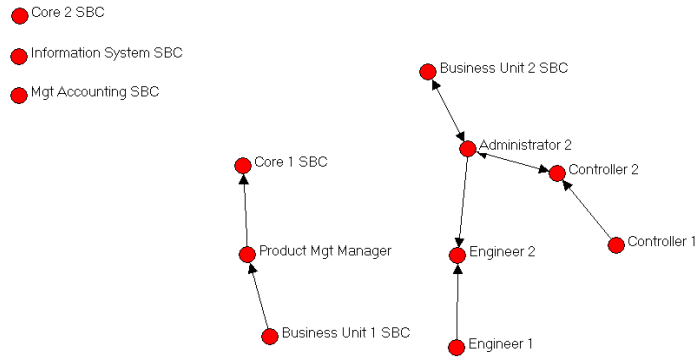 Core 2 SBC
Information System SBC
Mgt Accounting SBC
Business Unit 2 SBC
Administrator 2
Core 1 SBC
Controller 2
Controller 1
Product Mgt Manager
Engineer 2
Business Unit 1 SBC
Engineer 1